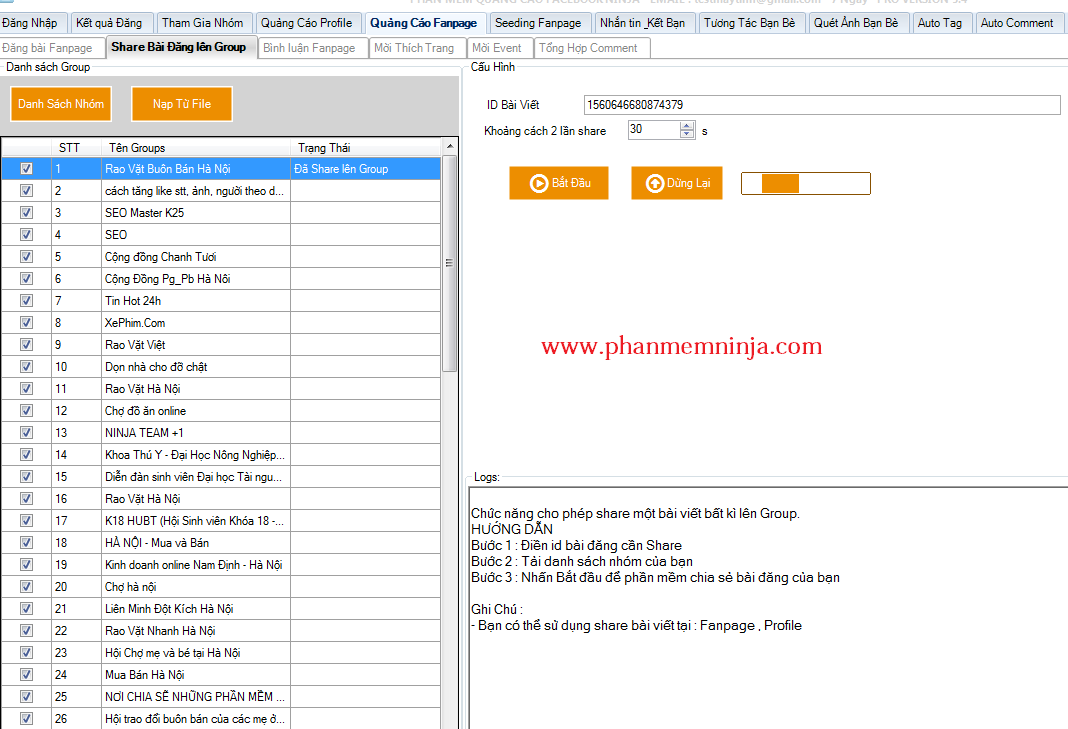 PHẦN MỀM QUẢNG CÁO FACEBOOK NINJA - EMAIL : 7 Ngày - PRO VERSION 5.4
Đăng Nhập Kết quả Đăng Tham Gia Nhóm Quảng Cáo Profile Quảng Cáo Fanpage Seeding Fanpage Nhắn tin_Kết Bạn Tương Tác Bạn Bè Quét Ảnh Bạn Bè Auto Tag Auto Comment
Đăng bài Fanpage Share Bài Đăng lên Group Bình luận Fanpage Mời Thích Trang Mời Event Tổng Hợp Comment
Danh sách Group
Danh Sách Nhóm Nạp Từ File
STT Tên Groups Trạng Thái
1 Rao Vặt Buôn Bán Hà Nội Đã Share lên Group
2 cách tăng like stt, ảnh, người theo d...
3 SEO Master K25
4 SEO
5 Cộng đồng Chanh Tươi
6 Cộng Đồng Pg_Pb Hà Nôi
7 Tin Hot 24h
8 XePhim.Com
9 Rao Vặt Việt
10 Dọn nhà cho đỡ chật
11 Rao Vặt Hà Nội
12 Chợ đồ ăn online
13 NINJA TEAM +1
14 Khoa Thú Y - Đại Học Nông Nghiệp...
15 Diễn đàn sinh viên Đại học Tài ngu...
16 Rao Vặt Hà Nội
17 K18 HUBT (Hội Sinh viên Khóa 18 -...
18 HÀ NỘI - Mua và Bán
19 Kinh doanh online Nam Định - Hà Nội
20 Chợ hà nội
21 Liên Minh Đột Kích Hà Nội
22 Rao Vặt Nhanh Hà Nội
23 Hội Chợ mẹ và bé tại Hà Nội
24 Mua Bán Hà Nội
25 NƠI CHIA SẼ NHỮNG PHẦN MỀM ...
26 Hội trao đổi buôn bán của các mẹ ở...
Cấu Hình
ID Bài Viết 1560646680874379
Khoảng cách 2 lần share 30 s
Bắt Đầu Dừng Lại
www.phanmemninja.com
Logs:
Chức năng cho phép share một bài viết bất kì lên Group.
HƯỚNG DẪN
Bước 1 : Điền id bài đăng cần Share
Bước 2 : Tải danh sách nhóm của bạn
Bước 3 : Nhấn Bắt đầu để phần mềm chia sẻ bài đăng của bạn
Ghi Chú :
- Bạn có thể sử dụng share bài viết tại : Fanpage , Profile